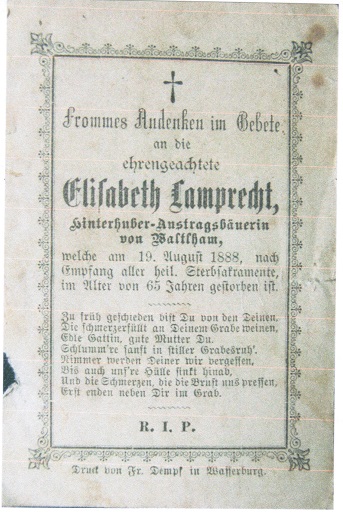 Frommes Andenken im Gebete
an die
ehrengeachtete
Elisabeth Lamprecht,
Hinterhuber-Austragsbäuerin
von Waltlham,
welche am 19. August 1888, nach
Empfang aller heil. Sterbsakramente,
im Alter von 65 Jahren gestorben ist.
Zu früh geschieden bist Du von den Deinen,
Die schmerzerfüllt an Deinem Grabe weinen,
Edle Gattin, gute Mutter Du.
Schlumm're sanft in stiller Grabesruh'.
Nimmer werden Deiner wir vergessen,
Bis auch uns're Hülle sinkt hinab,
Und die Schmerzen, die die Brust uns pressen,
Erst enden neben Dir im Grab.
R. I. P.
Druck von Fr. Dempf in Wasserburg.